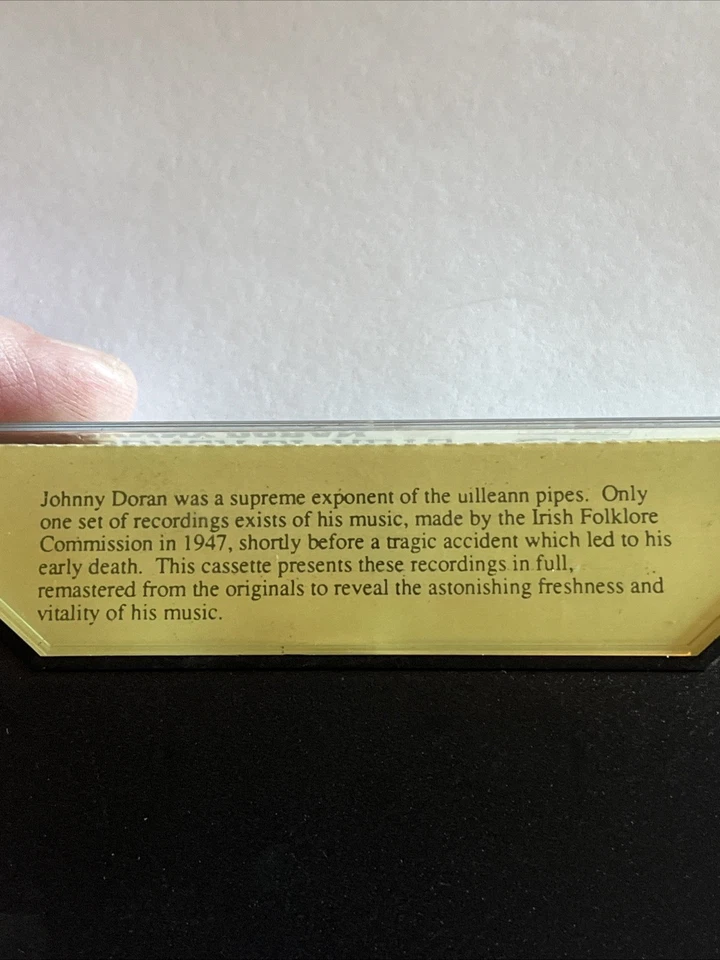 Johnny Doran was a supreme exponent of the uilleann pipes. Only
one set of recordings exists of his music, made by the Irish Folklore
Commission in 1947, shortly before a tragic accident which led to his
early death. This cassette presents these recordings in full,
remastered from the originals to reveal the astonishing freshness and
vitality of his music.